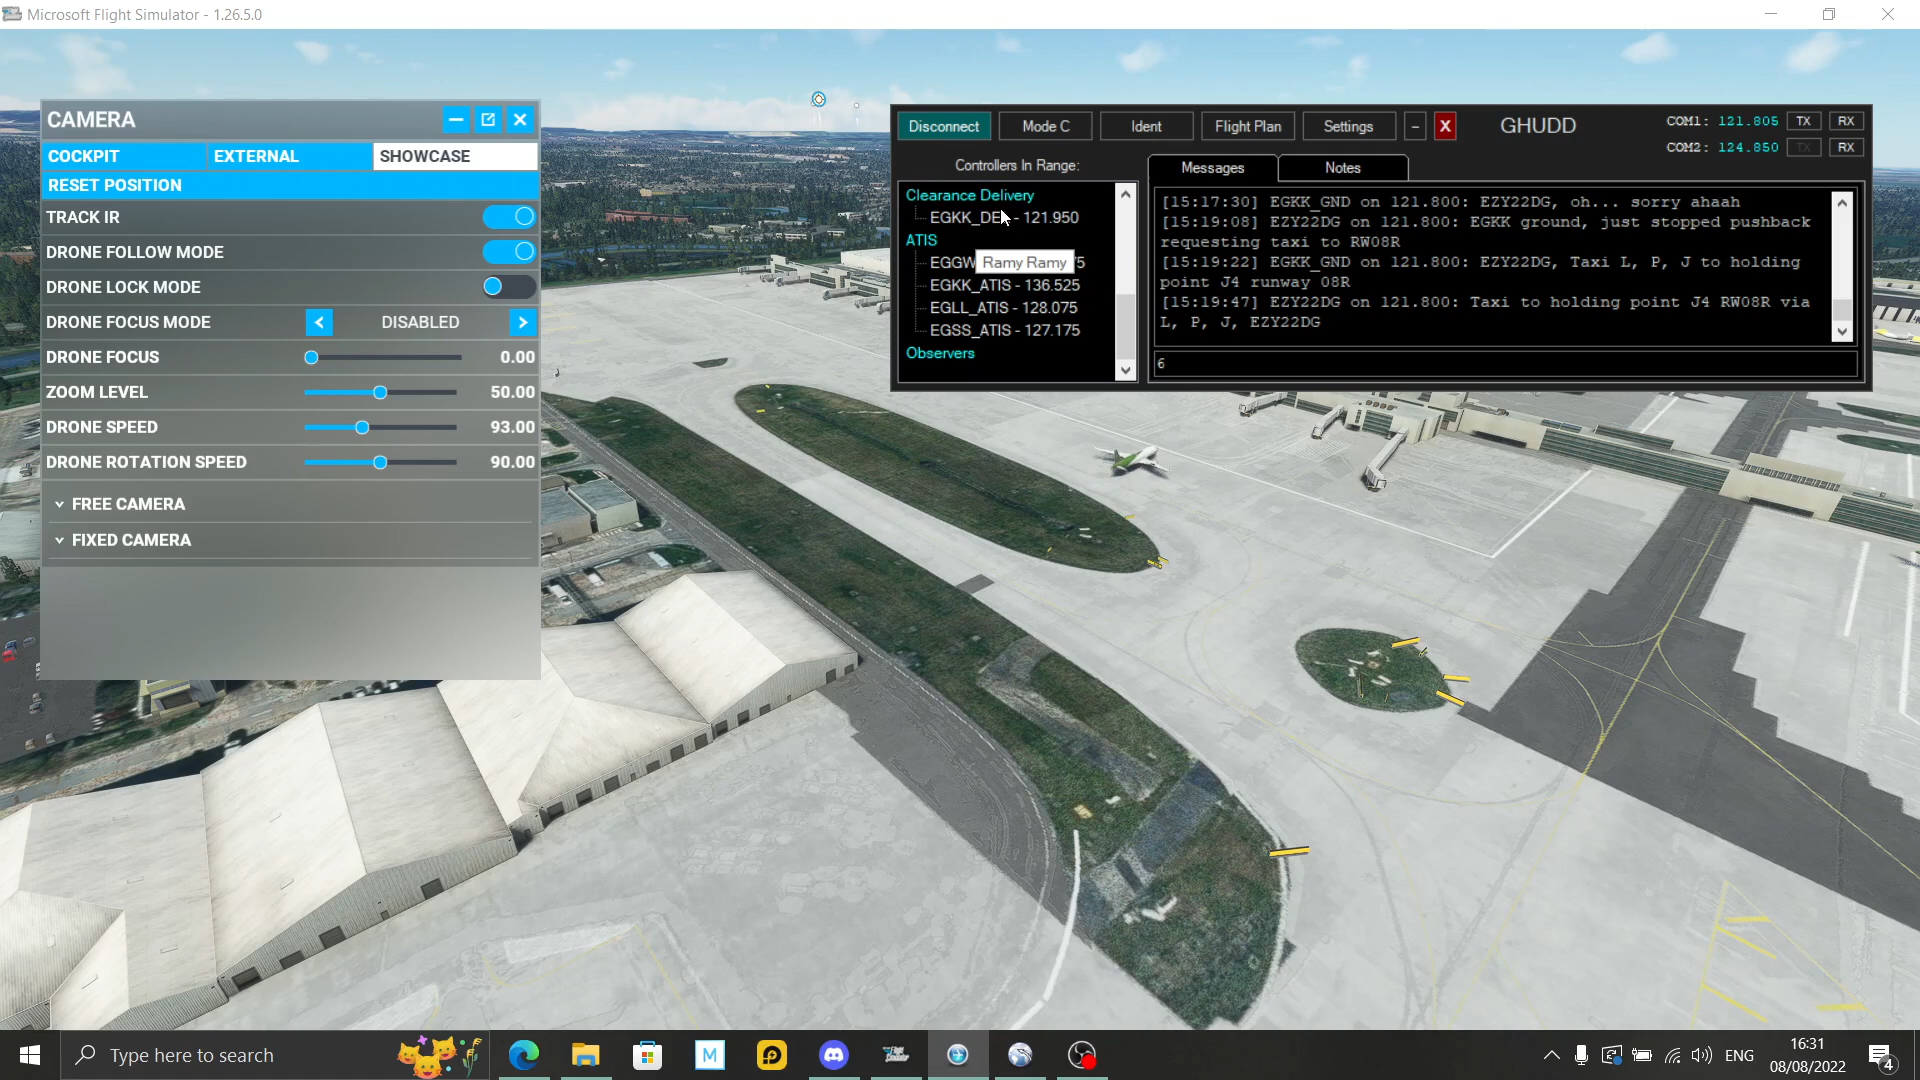 Microsoft Flight Simulator - 1.26.5.0
CAMERA
COCKPIT EXTERNAL SHOWCASE
RESET POSITION
TRACK IR
DRONE FOLLOW MODE
DRONE LOCK MODE
DRONE FOCUS MODE DISABLED
DRONE FOCUS 0.00
ZOOM LEVEL 50.00
DRONE SPEED 93.00
DRONE ROTATION SPEED 90.00
FREE CAMERA
FIXED CAMERA
Disconnect Mode C Ident Flight Plan Settings - X GHUDD
COM1: 121.805 TX RX
COM2: 124.850 TX RX
Controllers In Range:
Clearance Delivery
EGKK_DEL - 121.950
ATIS
EGGW 5
Ramy Ramy
EGKK_ATIS - 136.525
EGLL_ATIS - 128.075
EGSS_ATIS - 127.175
Observers
Messages Notes
[15:17:30] EGKK_GND on 121.800: EZY22DG, oh... sorry ahaah
[15:19:08] EZY22DG on 121.800: EGKK ground, just stopped pushback
requesting taxi to RW08R
[15:19:22] EGKK_GND on 121.800: EZY22DG, Taxi L, P, J to holding
point J4 runway 08R
[15:19:47] EZY22DG on 121.800: Taxi to holding point J4 RW08R via
L, P, J, EZY22DG
6
Type here to search
M
ENG
16:31
08/08/2022
4